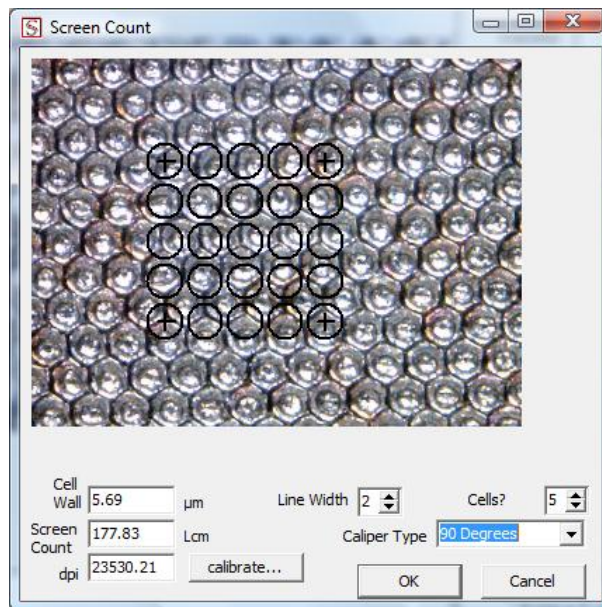 Screen Count
Cell Wall 5.69 µm
Line Width 2
Cells? 5
Screen Count 177.83 Lcm
Caliper Type 90 Degrees
dpi 23530.21
calibrate...
OK
Cancel